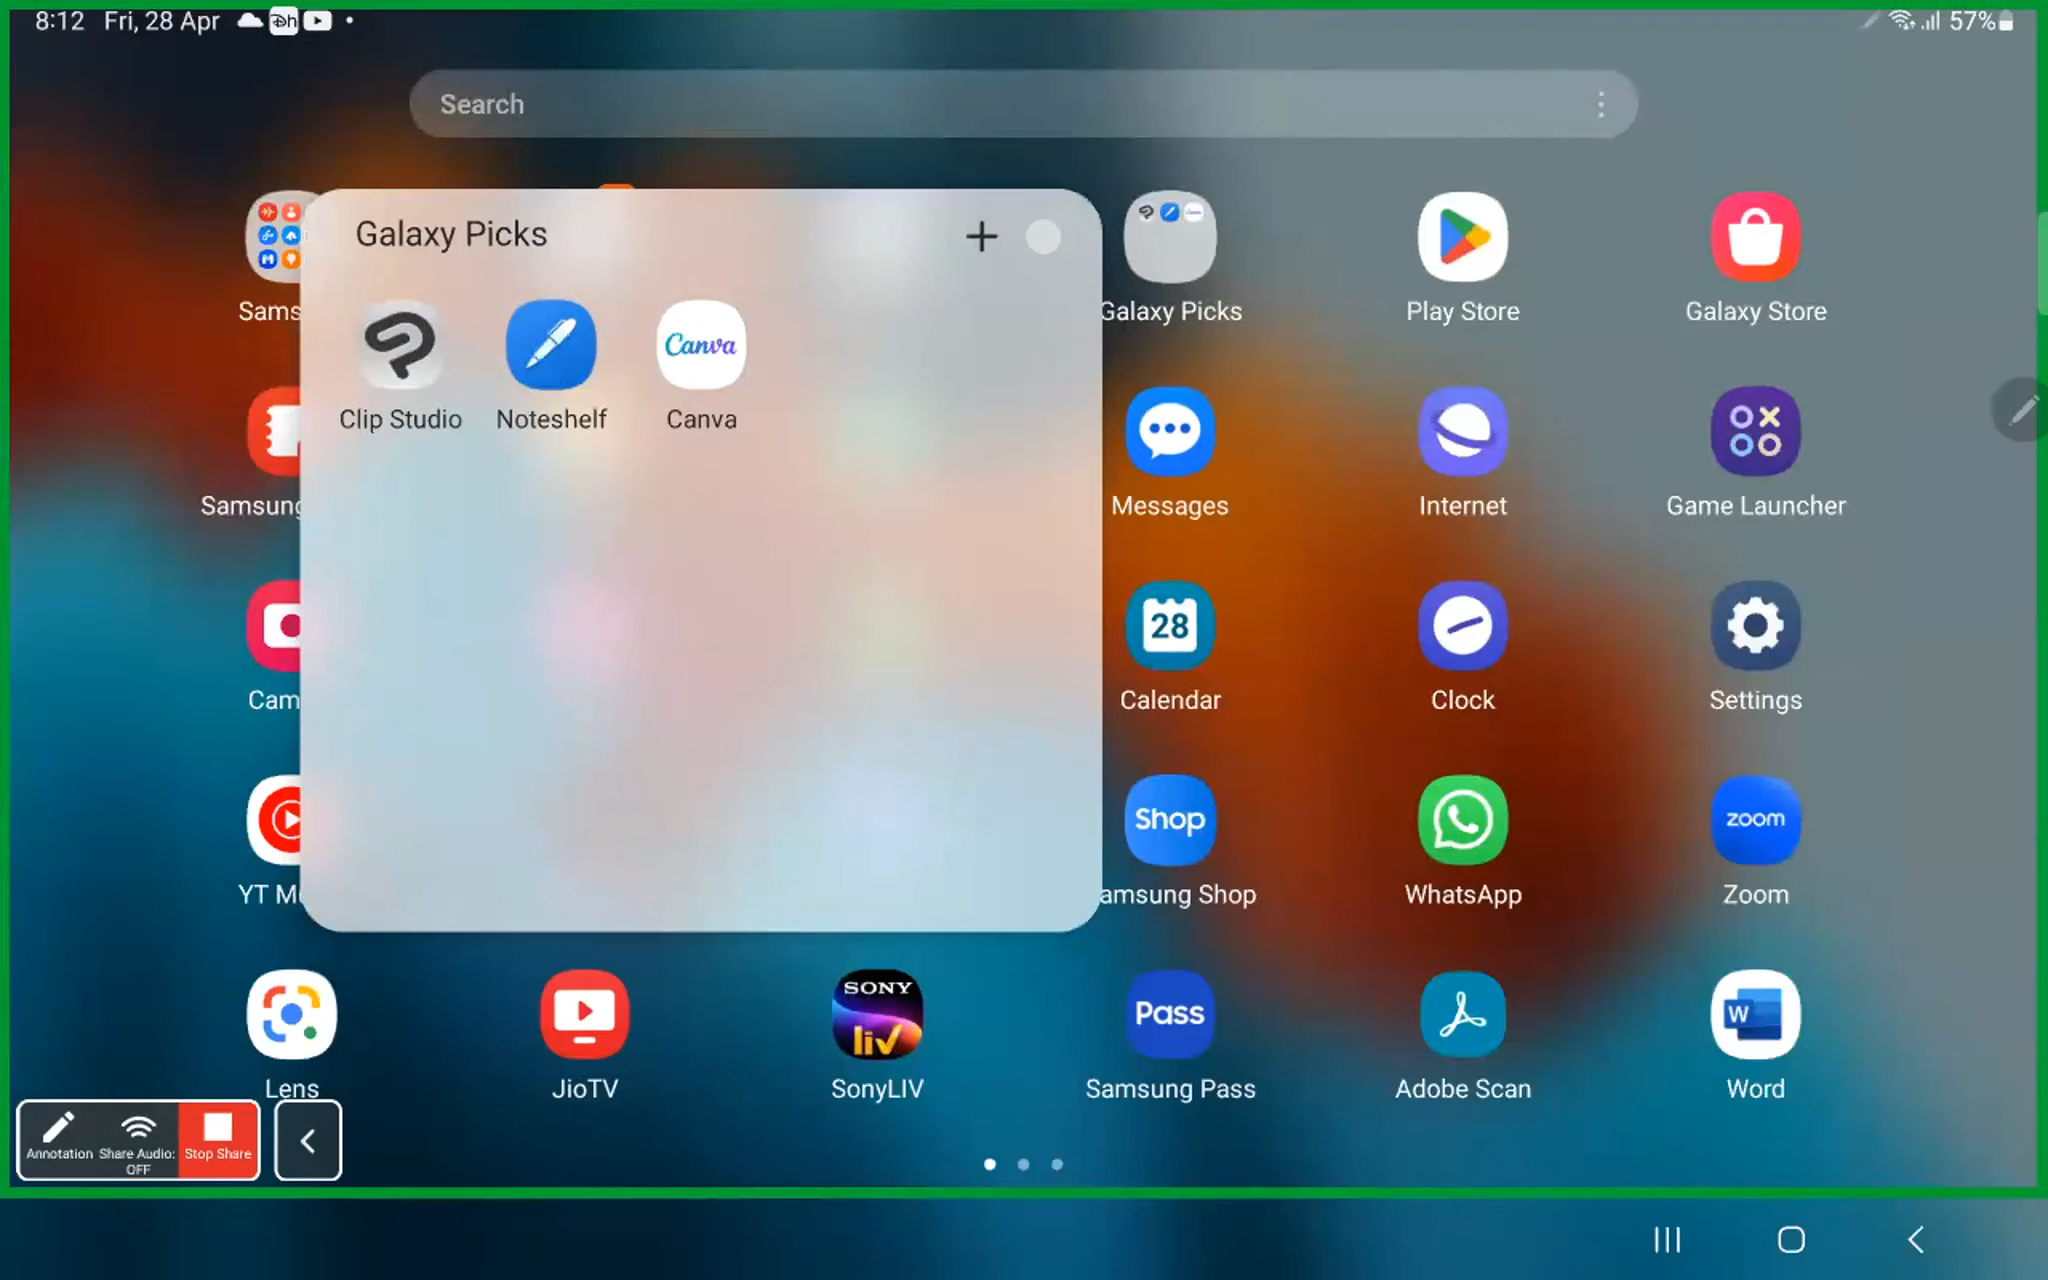 8:12 Fri, 28 Apr
57%
Search
Galaxy Picks
Clip Studio
Noteshelf
Canva
Canva
Sams
Galaxy Picks
Play Store
Galaxy Store
Samsung
Messages
Internet
Game Launcher
28
Cam
Calendar
Clock
Settings
Shop
zoom
YT M
amsung Shop
WhatsApp
Zoom
SONY
liv
Pass
W
Lens
JioTV
SonyLIV
Samsung Pass
Adobe Scan
Word
Annotation
Share Audio:
OFF
Stop Share